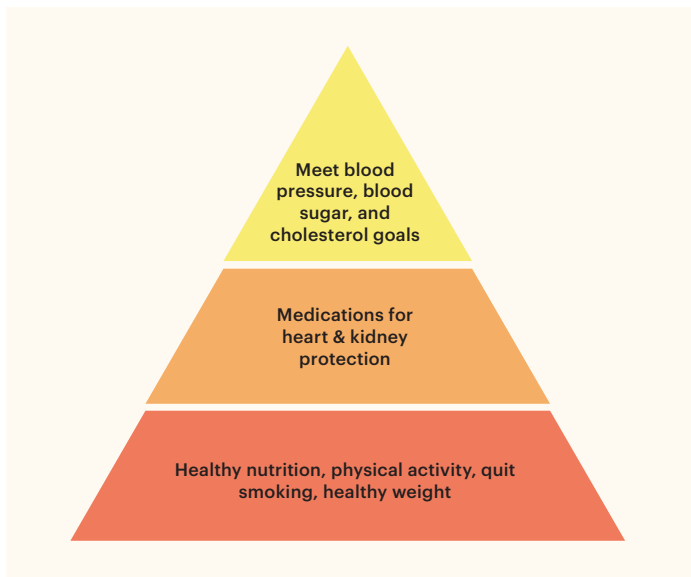 Meet blood
pressure, blood
sugar, and
cholesterol goals
Medications for
heart & kidney
protection
Healthy nutrition, physical activity, quit
smoking, healthy weight